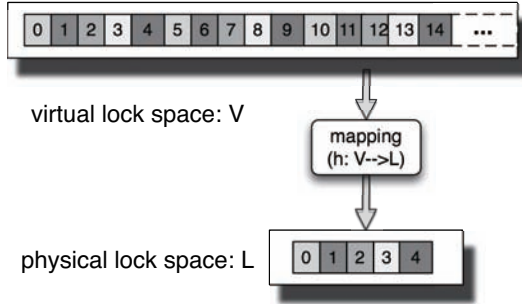 0 1 2 3 4 5 6 7 8 9 10 11 12 13 14 ...
virtual lock space: V
mapping
(h: V-->L)
physical lock space: L
0 1 2 3 4